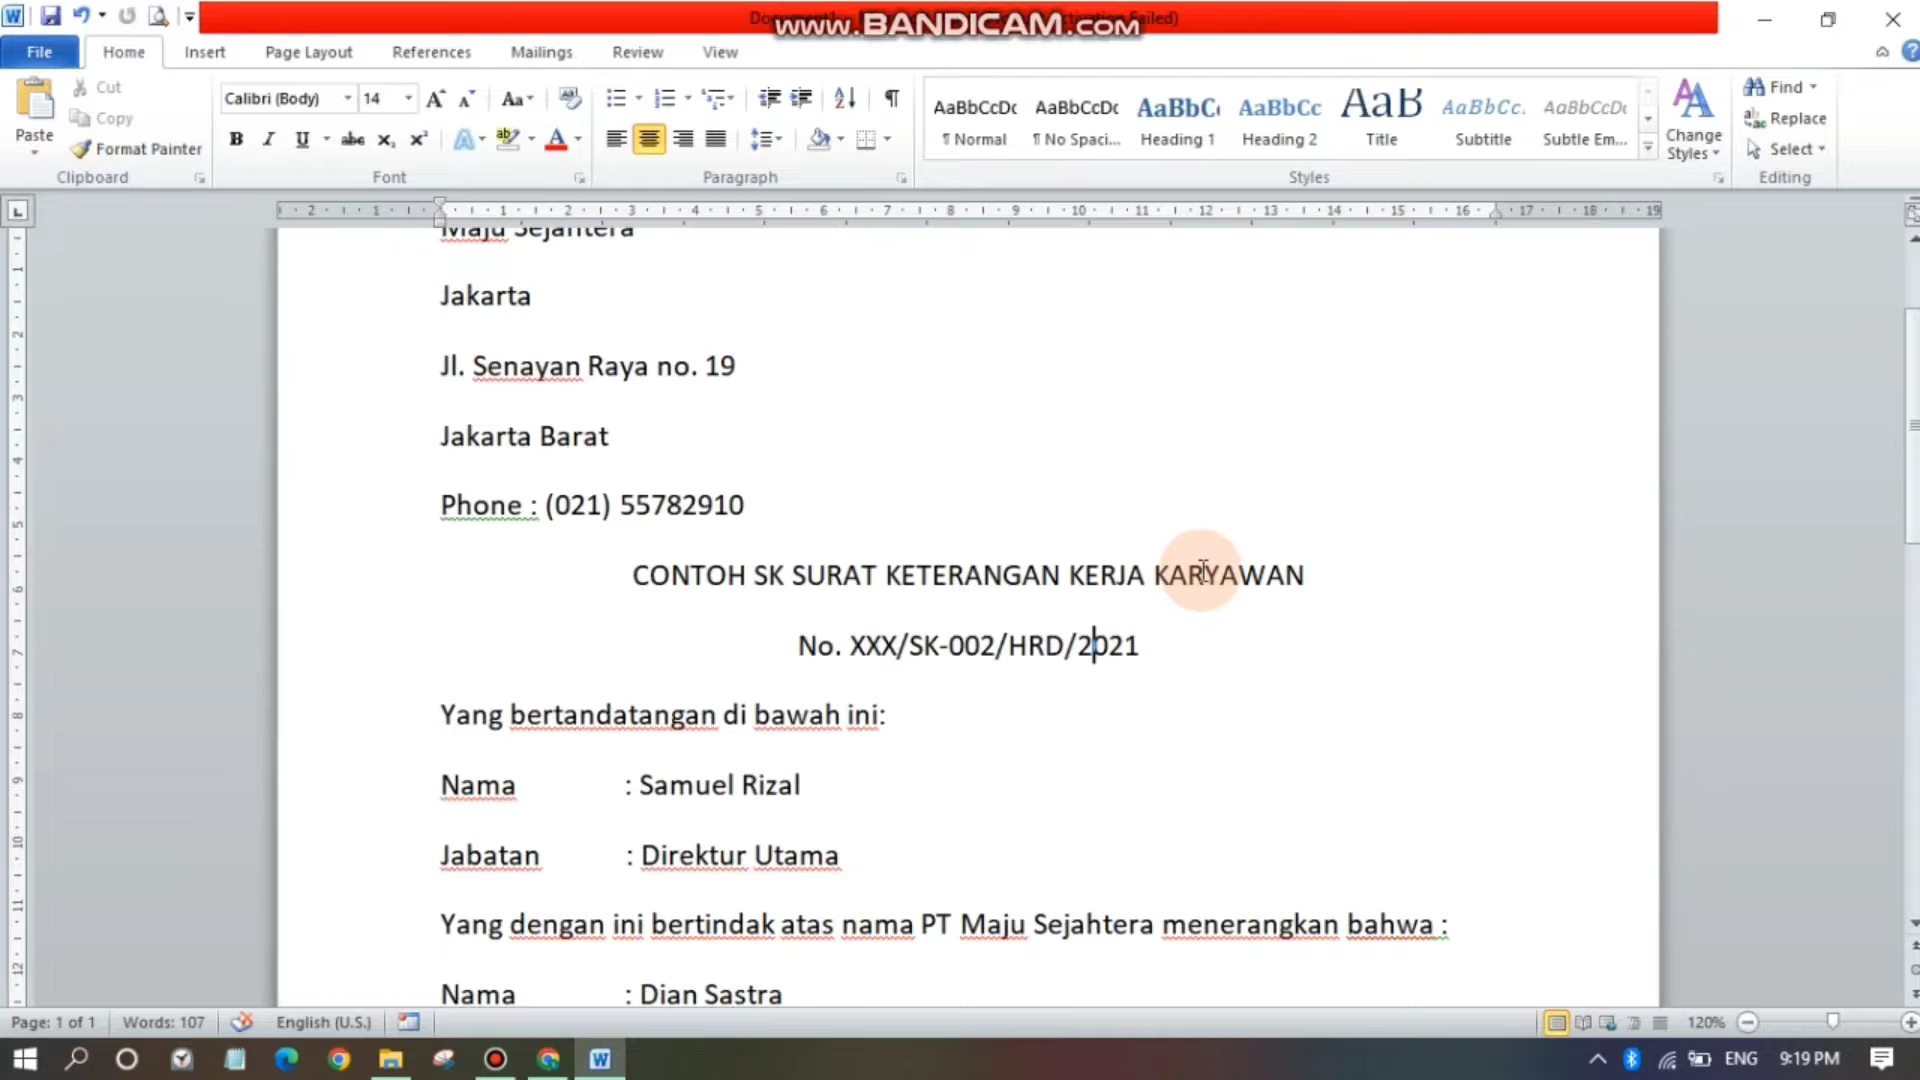 www.BANDICAM.com
File Home Insert Page Layout References Mailings Review View
Paste
Cut
Copy
Format Painter
Clipboard
Calibri (Body) 14
Font
Paragraph
AaBbCcDc AaBbCcDc AaBbC AaBbCc AaB AaBbCc. AaBbCcDc
¶ Normal ¶ No Spaci... Heading 1 Heading 2 Title Subtitle Subtle Em...
Styles
Change Styles
Find
Replace
Select
Editing
Maju Sejahtera
Jakarta
Jl. Senayan Raya no. 19
Jakarta Barat
Phone : (021) 55782910
CONTOH SK SURAT KETERANGAN KERJA KARYAWAN
No. XXX/SK-002/HRD/2021
Yang bertandatangan di bawah ini:
Nama : Samuel Rizal
Jabatan : Direktur Utama
Yang dengan ini bertindak atas nama PT Maju Sejahtera menerangkan bahwa :
Nama : Dian Sastra
Page: 1 of 1 Words: 107 English (U.S.) 120%
ENG 9:19 PM